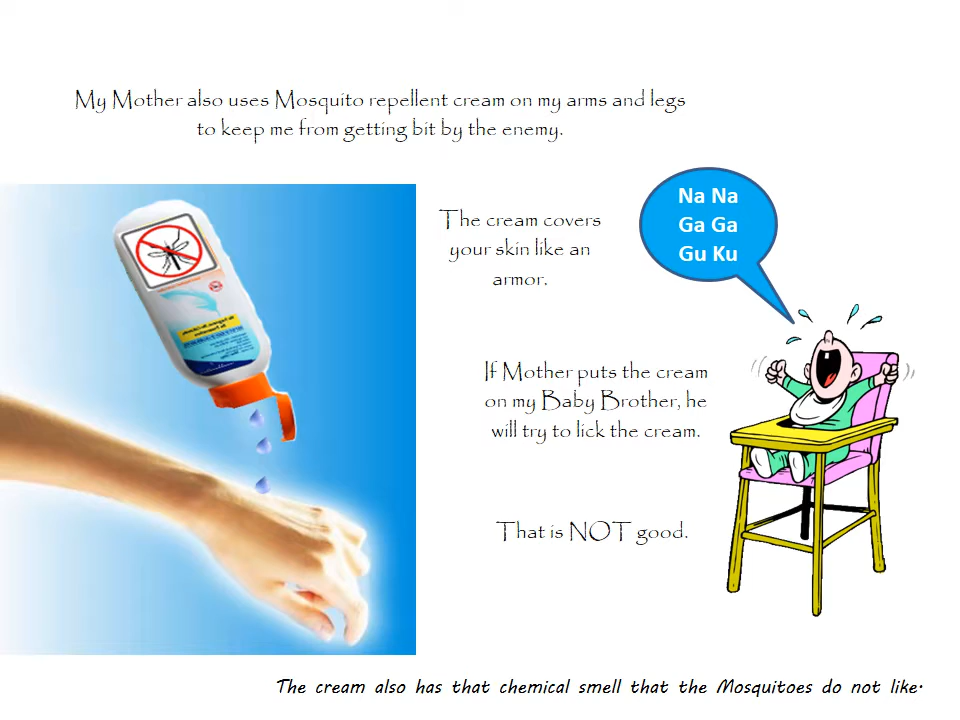 My Mother also uses Mosquito repellent cream on my arms and legs
to keep me from getting bit by the enemy.
The cream covers
your skin like an
armor.
Na Na
Ga Ga
Gu Ku
If Mother puts the cream
on my Baby Brother, he
will try to lick the cream.
That is NOT good.
The cream also has that chemical smell that the Mosquitoes do not like.